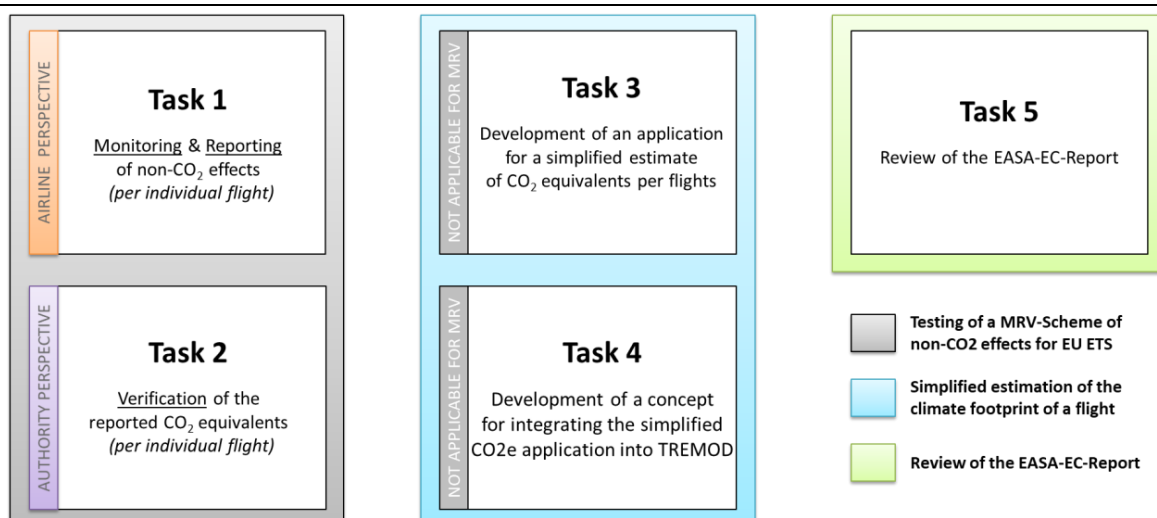 AIRLINE PERSPECTIVE
Task 1
Monitoring & Reporting
of non-CO₂ effects
(per individual flight)
AUTHORITY PERSPECTIVE
Task 2
Verification of the
reported CO₂ equivalents
(per individual flight)
NOT APPLICABLE FOR MRV
Task 3
Development of an application
for a simplified estimate
of CO₂ equivalents per flights
NOT APPLICABLE FOR MRV
Task 4
Development of a concept
for integrating the simplified
CO2e application into TREMOD
Task 5
Review of the EASA-EC-Report
Testing of a MRV-Scheme of
non-CO2 effects for EU ETS
Simplified estimation of the
climate footprint of a flight
Review of the EASA-EC-Report